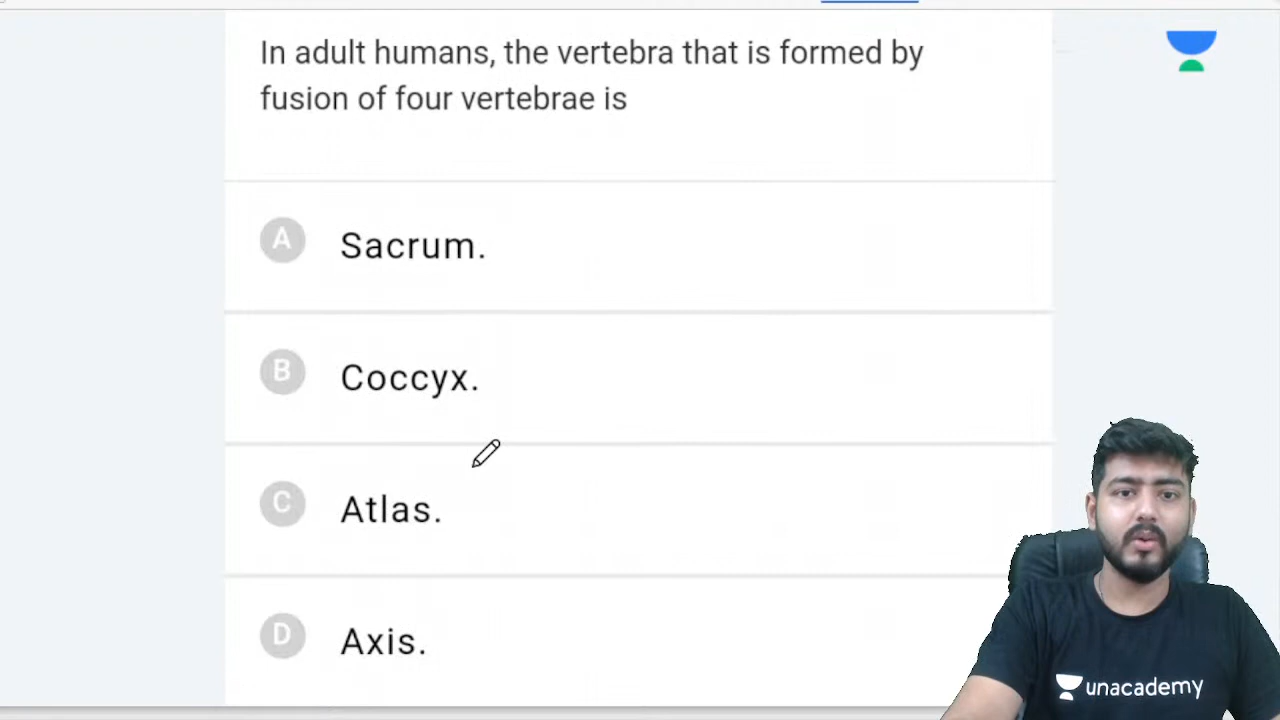 In adult humans, the vertebra that is formed by
fusion of four vertebrae is
A Sacrum.
B Coccyx.
C Atlas.
D Axis.
unacademy